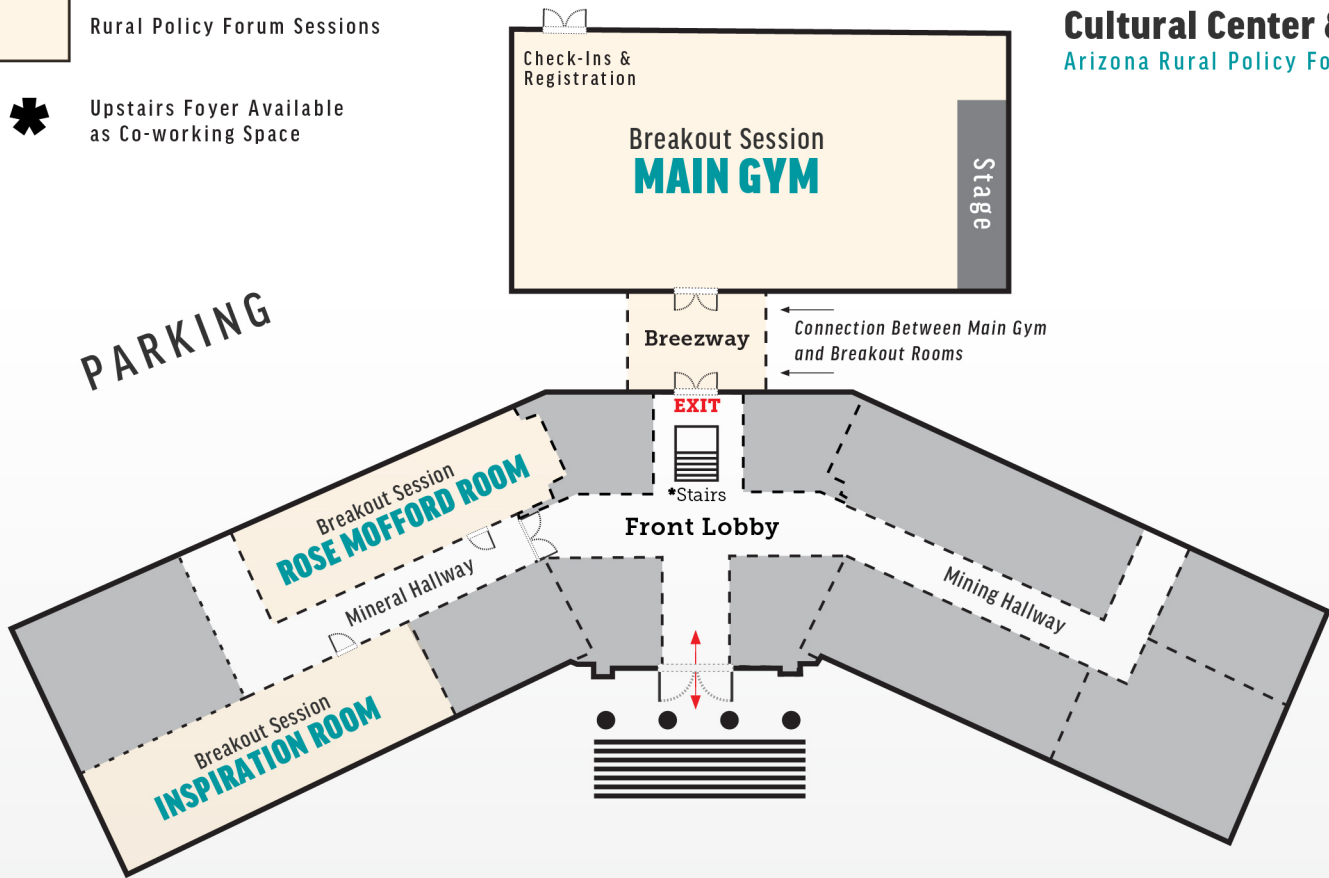 Rural Policy Forum Sessions
* Upstairs Foyer Available
as Co-working Space
Cultural Center &
Arizona Rural Policy Fo
Check-Ins &
Registration
Breakout Session
MAIN GYM
Stage
PARKING
Breezway
Connection Between Main Gym
and Breakout Rooms
EXIT
*Stairs
Front Lobby
Breakout Session
ROSE MOFFORD ROOM
Mineral Hallway
Mining Hallway
Breakout Session
INSPIRATION ROOM